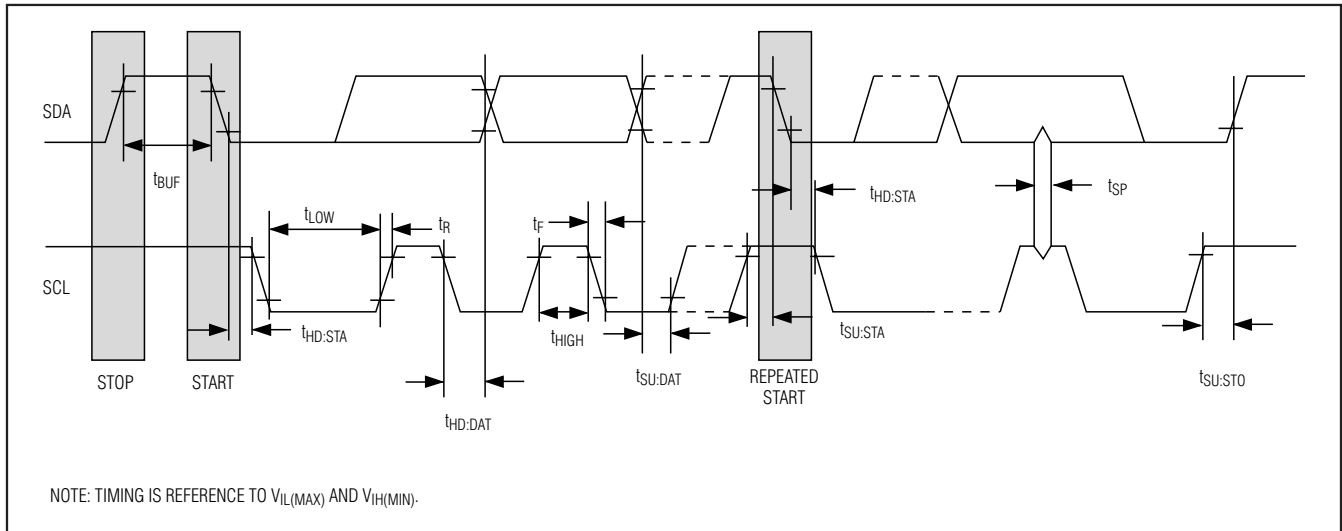 SDA
tBUF
tLOW
tR
tF
tHD:STA
tSP
SCL
tHD:STA
tHIGH
tSU:STA
STOP
START
tSU:DAT
REPEATED
START
tSU:STO
tHD:DAT
NOTE: TIMING IS REFERENCE TO VIL(MAX) AND VIH(MIN).